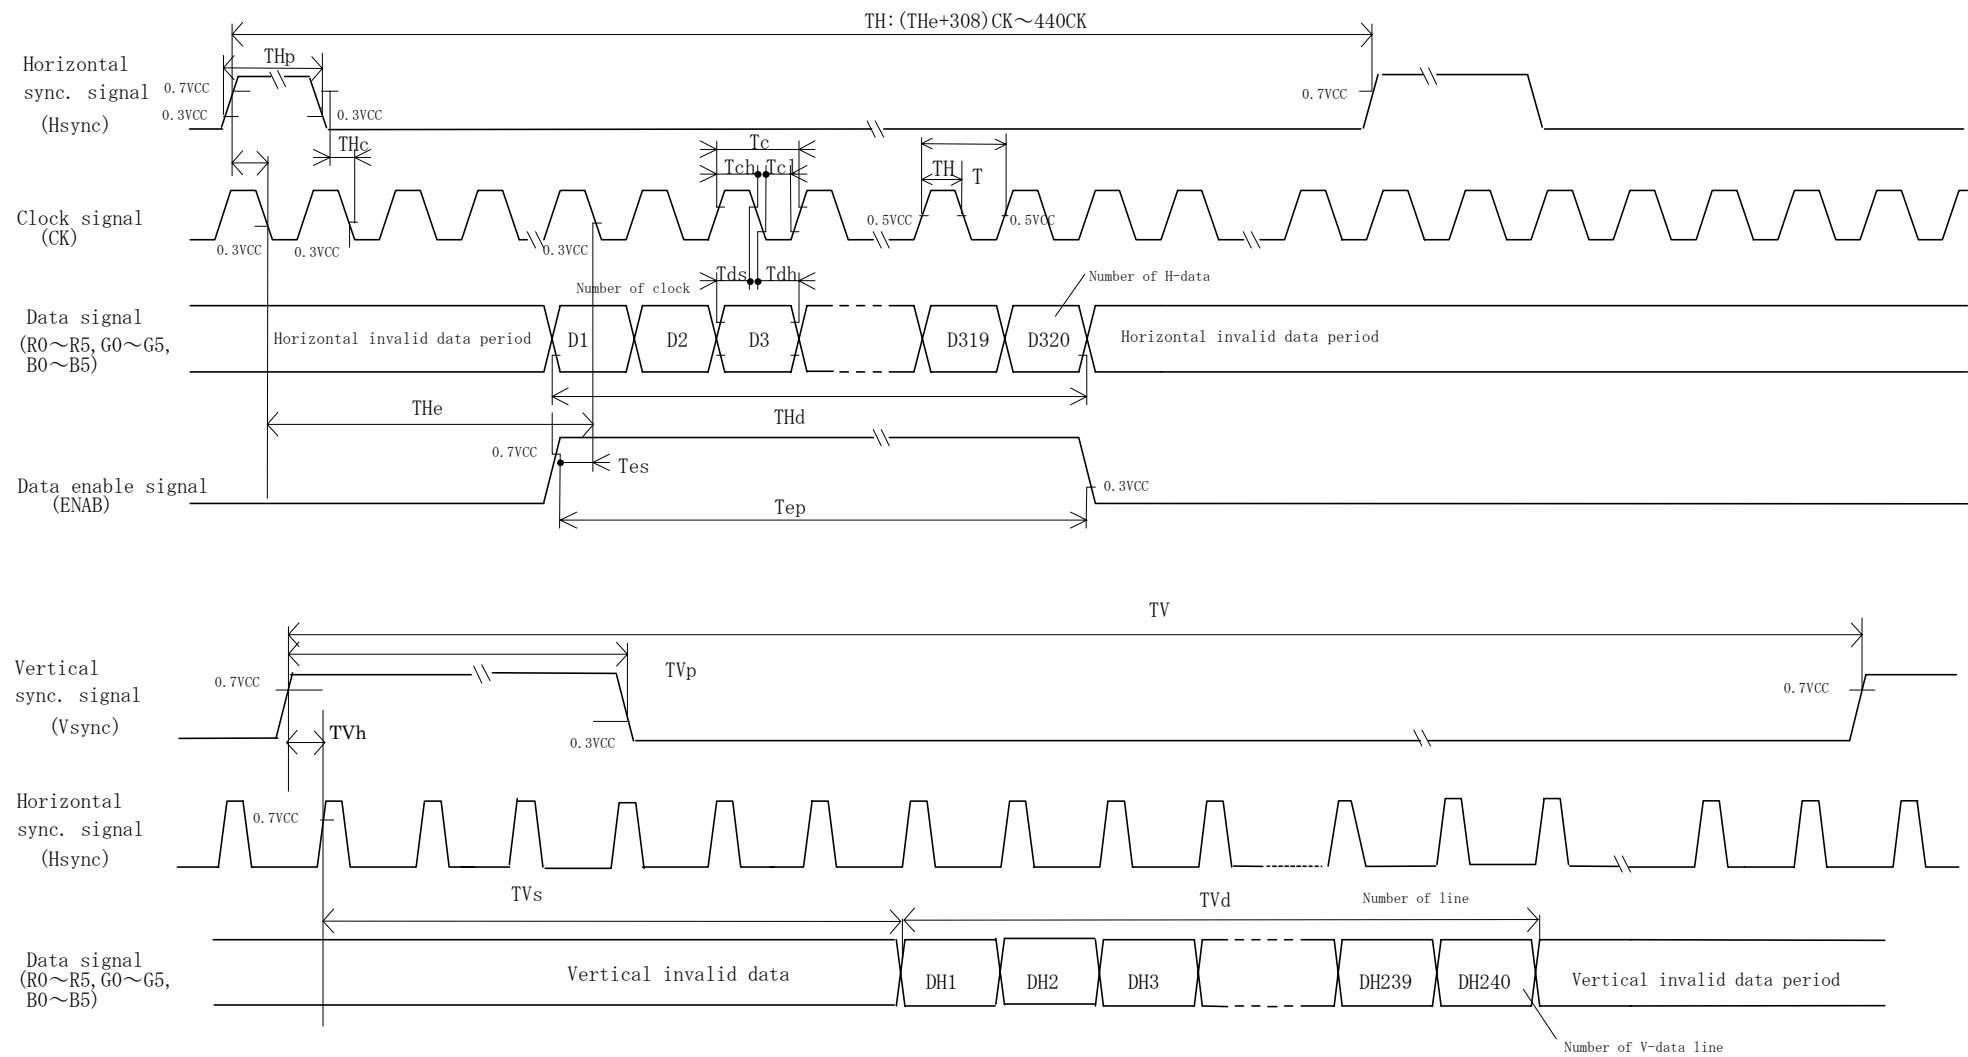 TH:(THe+308)CK～440CK
THp
Horizontal
sync. signal
(Hsync)
0.7VCC
0.3VCC
0.3VCC
0.7VCC
THc
Tc
Tch
Tcl
TH
T
Clock signal
(CK)
0.3VCC
0.3VCC
0.3VCC
0.5VCC
0.5VCC
Tds
Tdh
Number of clock
Number of H-data
Data signal
(R0～R5,G0～G5,
B0～B5)
Horizontal invalid data period
D1
D2
D3
D319
D320
Horizontal invalid data period
THe
THd
0.7VCC
Tes
Data enable signal
(ENAB)
0.3VCC
Tep
TV
Vertical
sync. signal
(Vsync)
0.7VCC
TVp
0.7VCC
TVh
0.3VCC
Horizontal
sync. signal
(Hsync)
0.7VCC
TVs
TVd
Number of line
Data signal
(R0～R5,G0～G5,
B0～B5)
Vertical invalid data
DH1
DH2
DH3
DH239
DH240
Vertical invalid data period
Number of V-data line